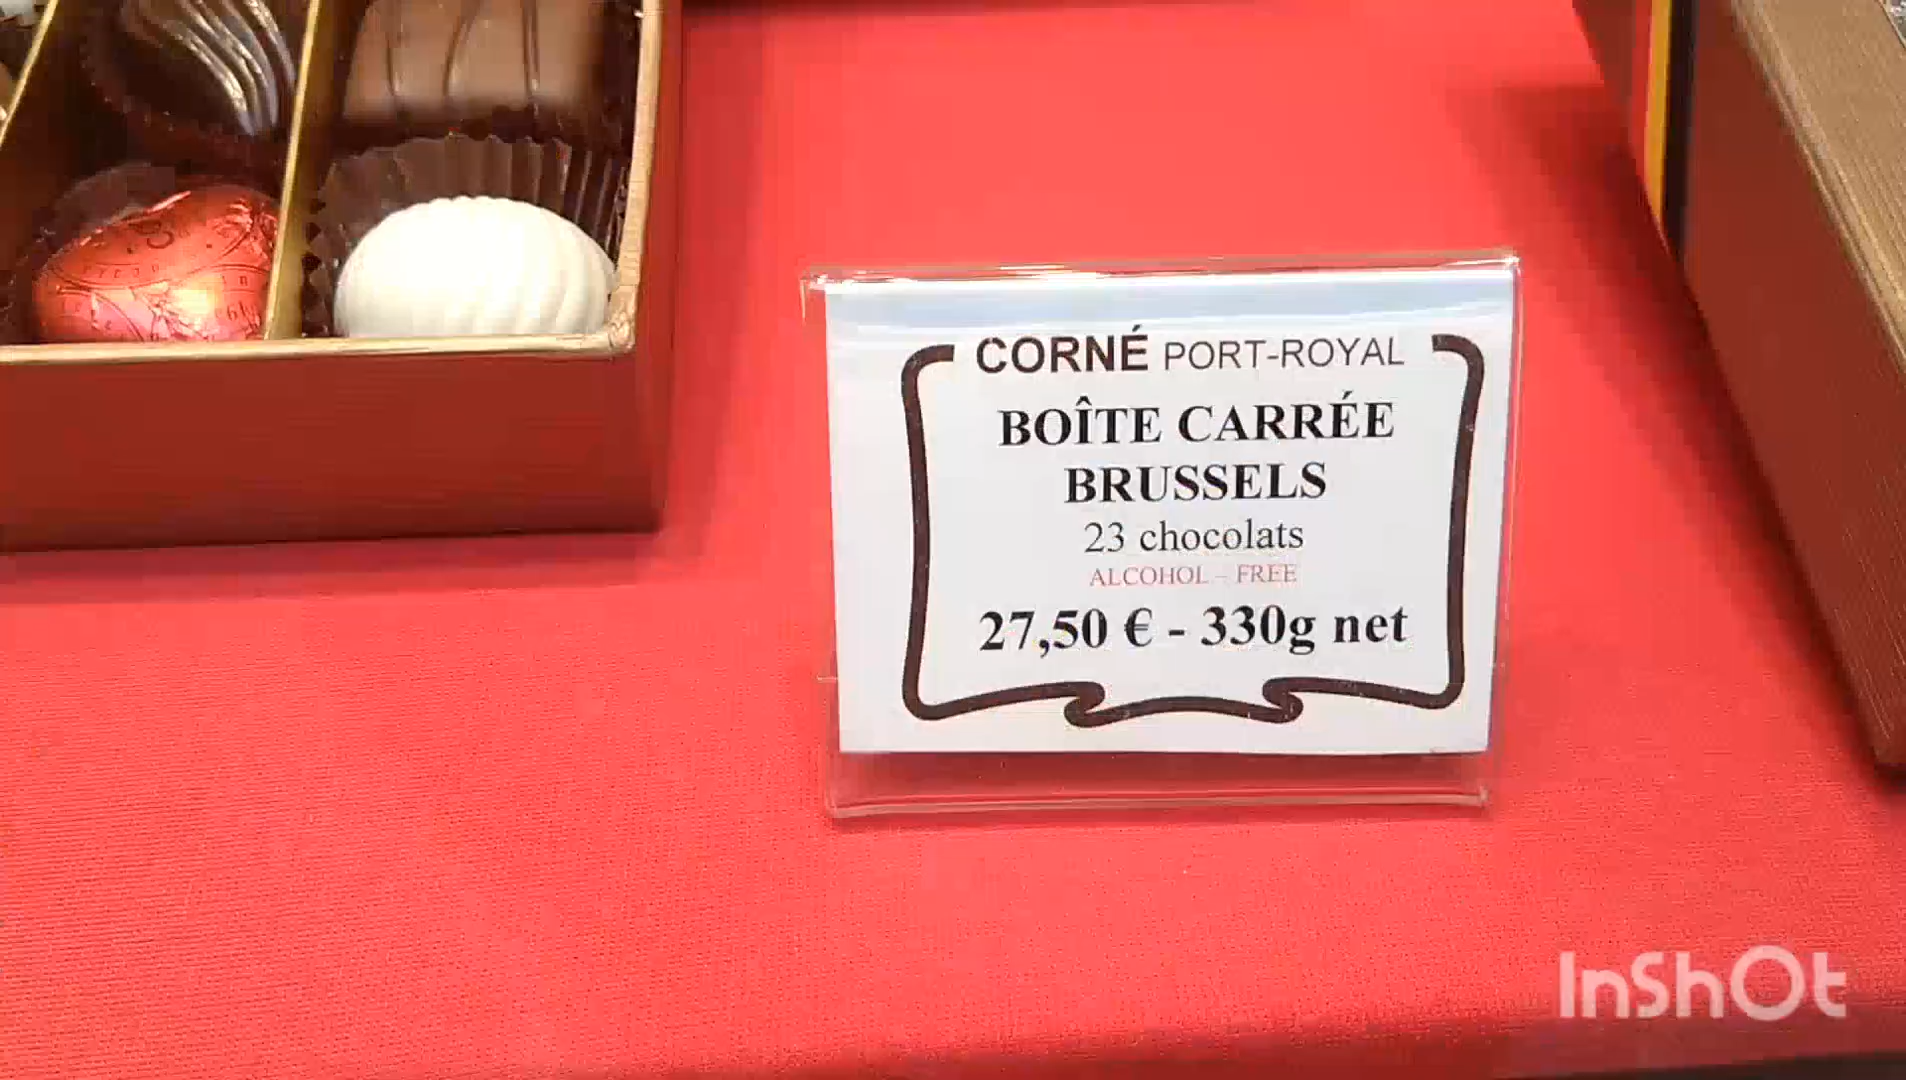 CORNÉ PORT-ROYAL
BOÎTE CARRÉE
BRUSSELS
23 chocolats
ALCOHOL - FREE
27,50 € - 330g net
InShOt